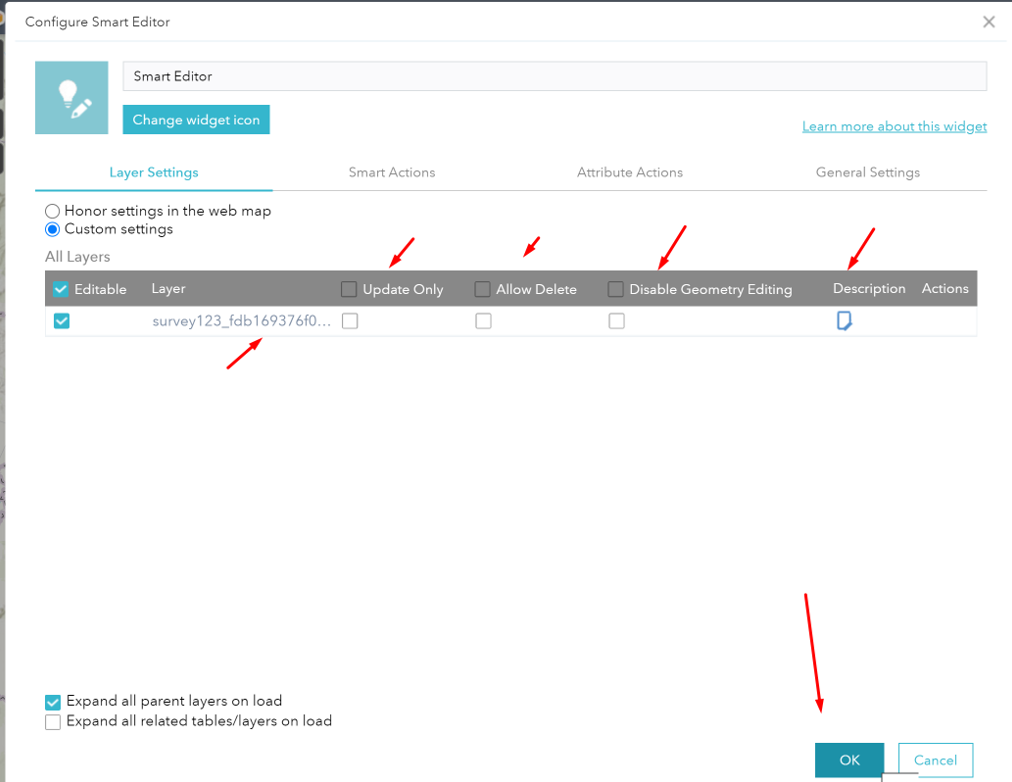 Configure Smart Editor
Smart Editor
Change widget icon
Learn more about this widget
Layer Settings Smart Actions Attribute Actions General Settings
Honor settings in the web map
Custom settings
All Layers
Editable Layer Update Only Allow Delete Disable Geometry Editing Description Actions
survey123_fdb169376f0...
Expand all parent layers on load
Expand all related tables/layers on load
OK Cancel